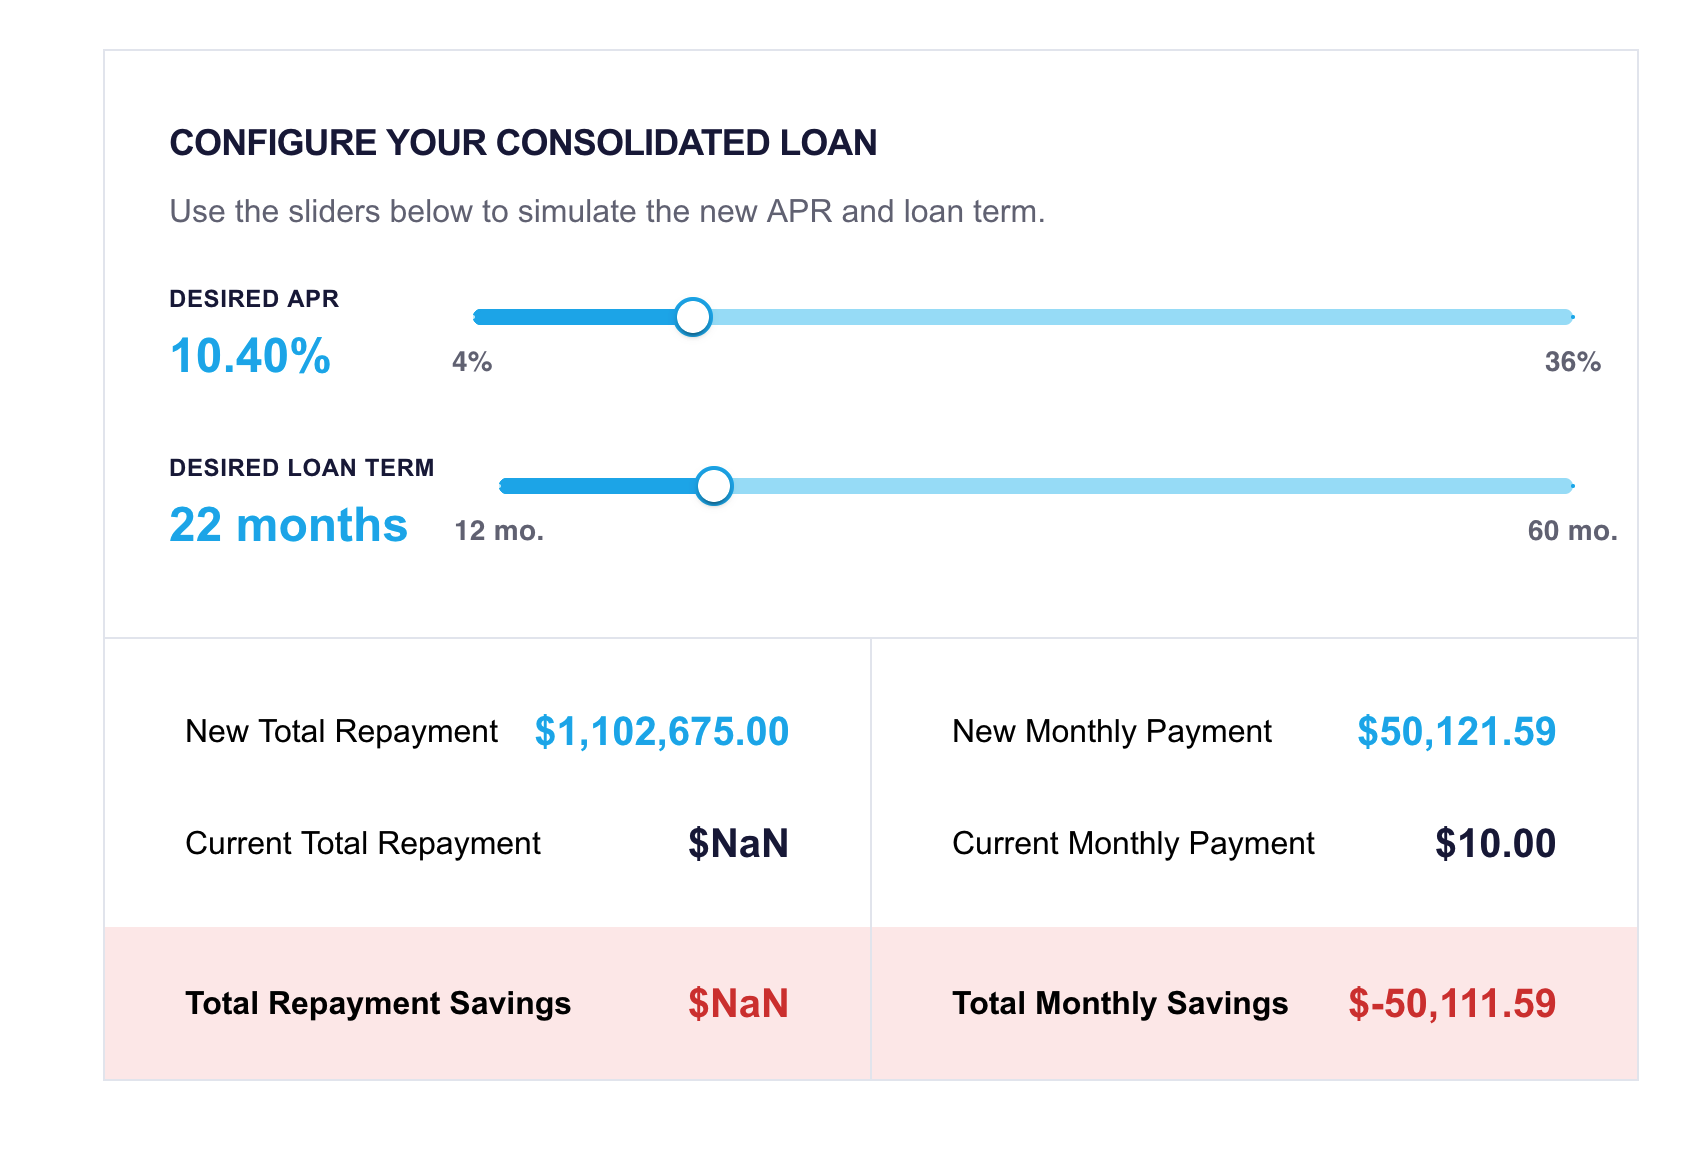 CONFIGURE YOUR CONSOLIDATED LOAN
Use the sliders below to simulate the new APR and loan term.
DESIRED APR
10.40%
4%
36%
DESIRED LOAN TERM
22 months
12 mo.
60 mo.
New Total Repayment $1,102,675.00
Current Total Repayment $NaN
Total Repayment Savings $NaN
New Monthly Payment $50,121.59
Current Monthly Payment $10.00
Total Monthly Savings $-50,111.59